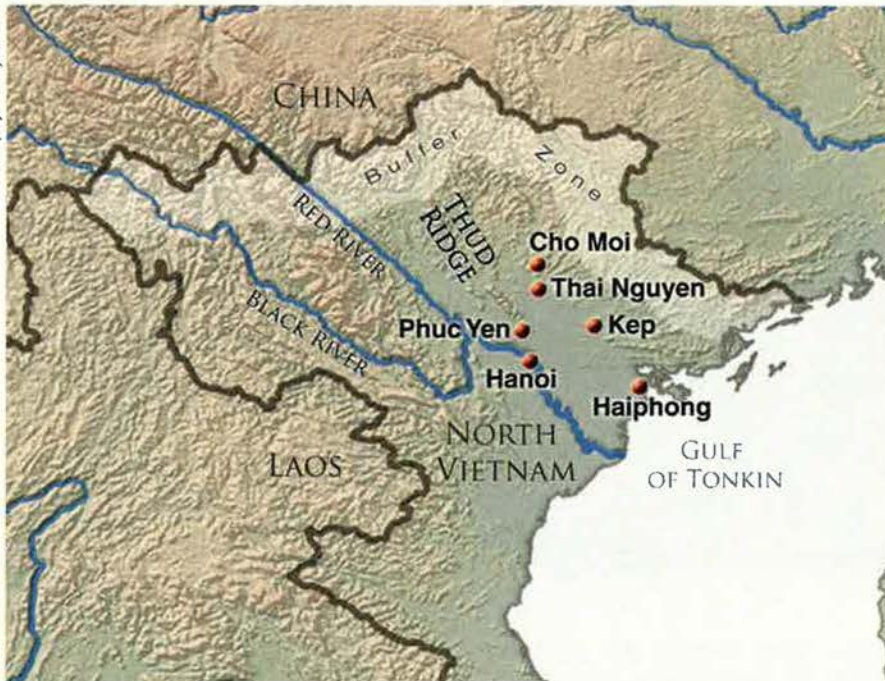 CHINA
Buffer Zone
RED RIVER
THUD
RIDGE
Cho Moi
Thai Nguyen
BLACK RIVER
Phuc Yen
Kep
Hanoi
Haiphong
NORTH
VIETNAM
LAOS
GULF
OF TONKIN